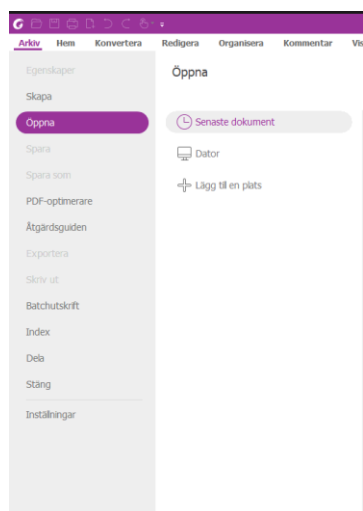 Arkiv Hem Konvertera Redigera Organisera Kommentar Vis
Egenskaper
Skapa
Öppna
Spara
Spara som
PDF-optimerare
Åtgärdsguiden
Exportera
Skriv ut
Batchutskrift
Index
Dela
Stäng
Inställningar
Öppna
Senaste dokument
Dator
Lägg till en plats